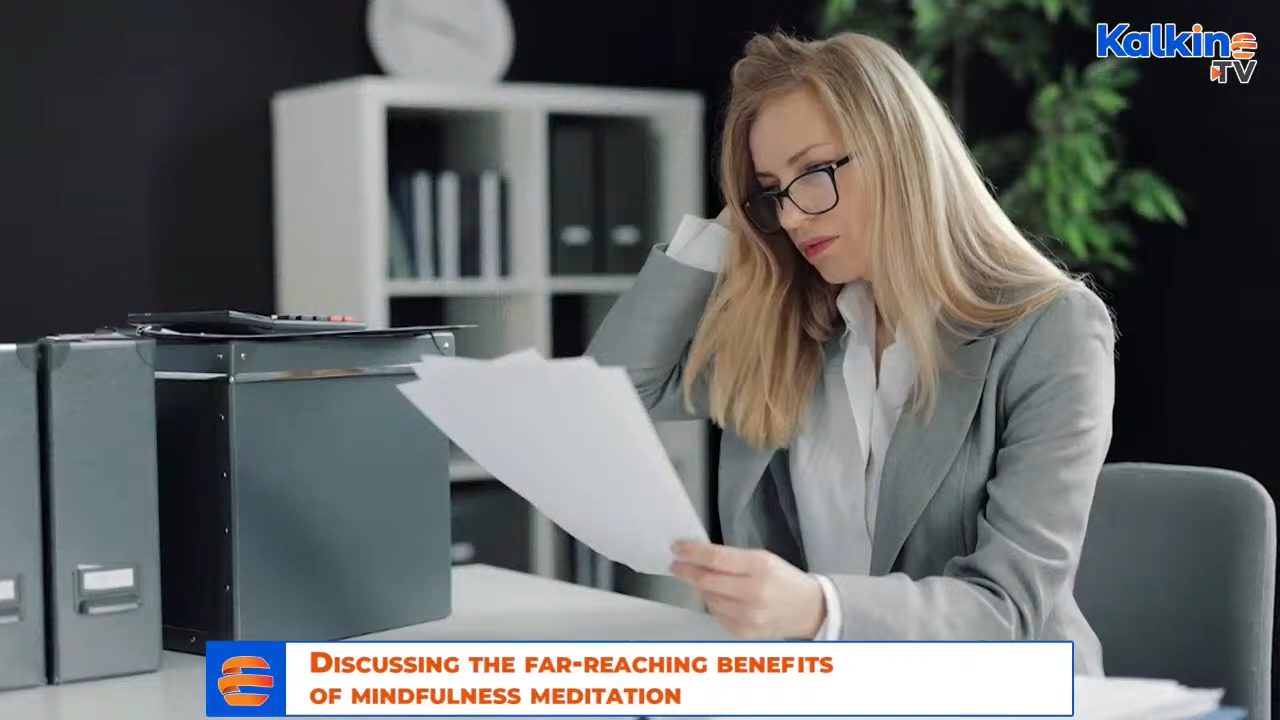 Kalkine
TV
DISCUSSING THE FAR-REACHING BENEFITS
OF MINDFULNESS MEDITATION